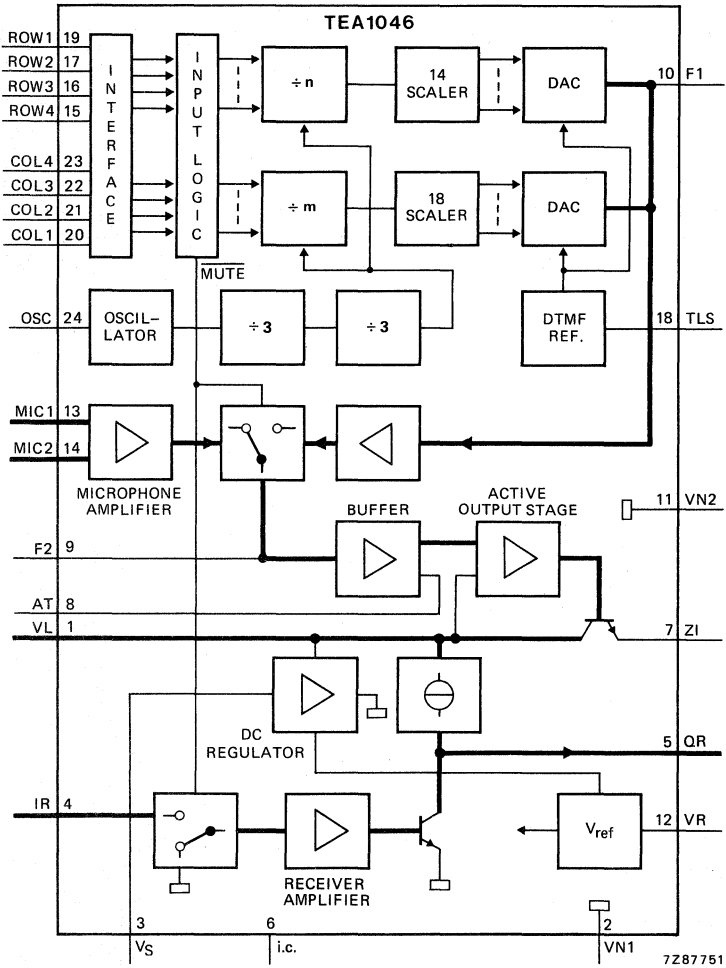 TEA1046
ROW1 19
ROW2 17
ROW3 16
ROW4 15
COL4 23
COL3 22
COL2 21
COL1 20
INTERFACE
INPUT LOGIC
÷n
14
SCALER
DAC
10 F1
÷m
18
SCALER
DAC
MUTE
OSC 24
OSCIL–
LATOR
÷3
÷3
DTMF
REF.
18 TLS
MIC1 13
MIC2 14
MICROPHONE
AMPLIFIER
BUFFER
ACTIVE
OUTPUT STAGE
11 VN2
F2 9
AT 8
VL 1
7 ZI
DC
REGULATOR
5 QR
IR 4
Vref
12 VR
RECEIVER
AMPLIFIER
3
VS
6
i.c.
2
VN1
7Z87751